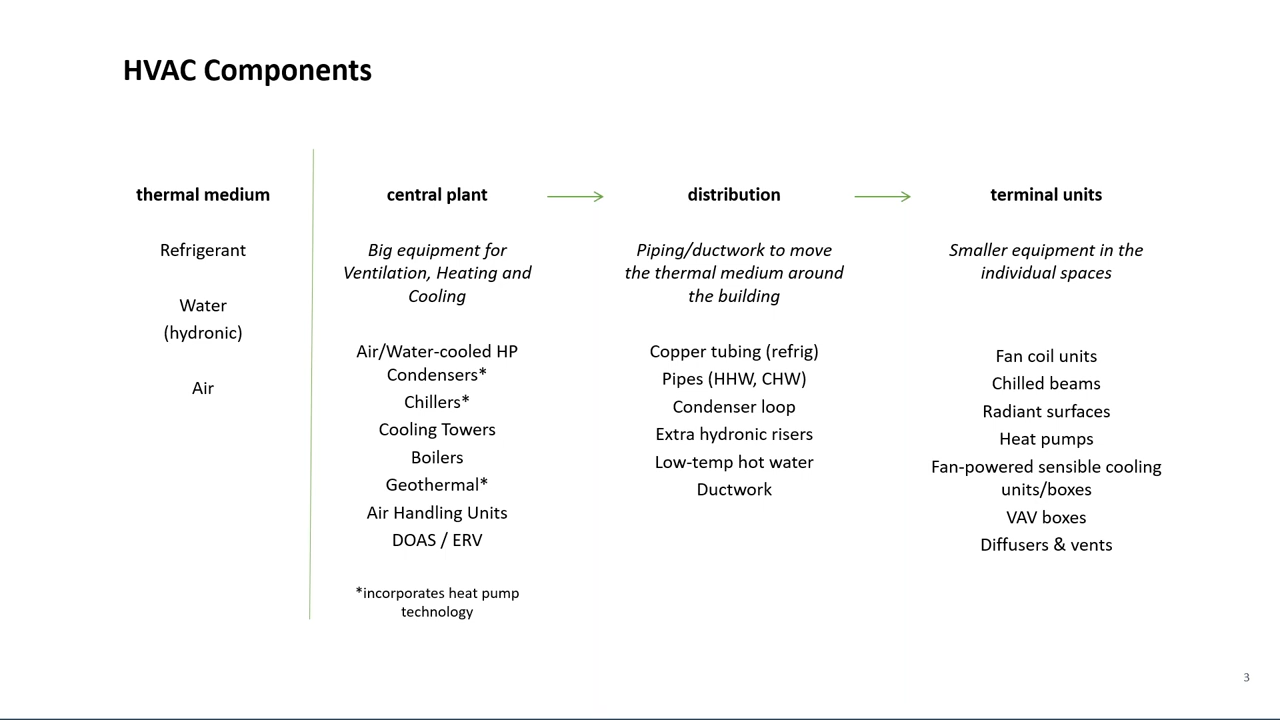 HVAC Components
thermal medium
Refrigerant
Water
(hydronic)
Air
central plant
Big equipment for
Ventilation, Heating and
Cooling
Air/Water-cooled HP
Condensers*
Chillers*
Cooling Towers
Boilers
Geothermal*
Air Handling Units
DOAS / ERV
*incorporates heat pump
technology
distribution
Piping/ductwork to move
the thermal medium around
the building
Copper tubing (refrig)
Pipes (HHW, CHW)
Condenser loop
Extra hydronic risers
Low-temp hot water
Ductwork
terminal units
Smaller equipment in the
individual spaces
Fan coil units
Chilled beams
Radiant surfaces
Heat pumps
Fan-powered sensible cooling
units/boxes
VAV boxes
Diffusers & vents
3